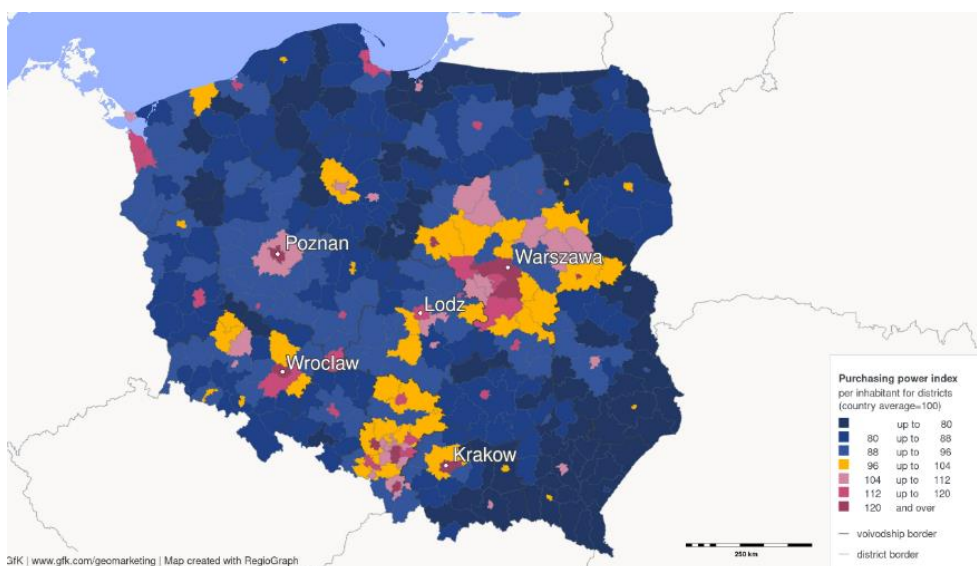 Poznan
Warszawa
Lodz
Wroclaw
Krakow
Purchasing power index
per inhabitant for districts
(country average=100)
up to 80
80 up to 88
88 up to 96
96 up to 104
104 up to 112
112 up to 120
120 and over
voivodship border
district border
250 km
GfK | www.gfk.com/geomarketing | Map created with RegioGraph